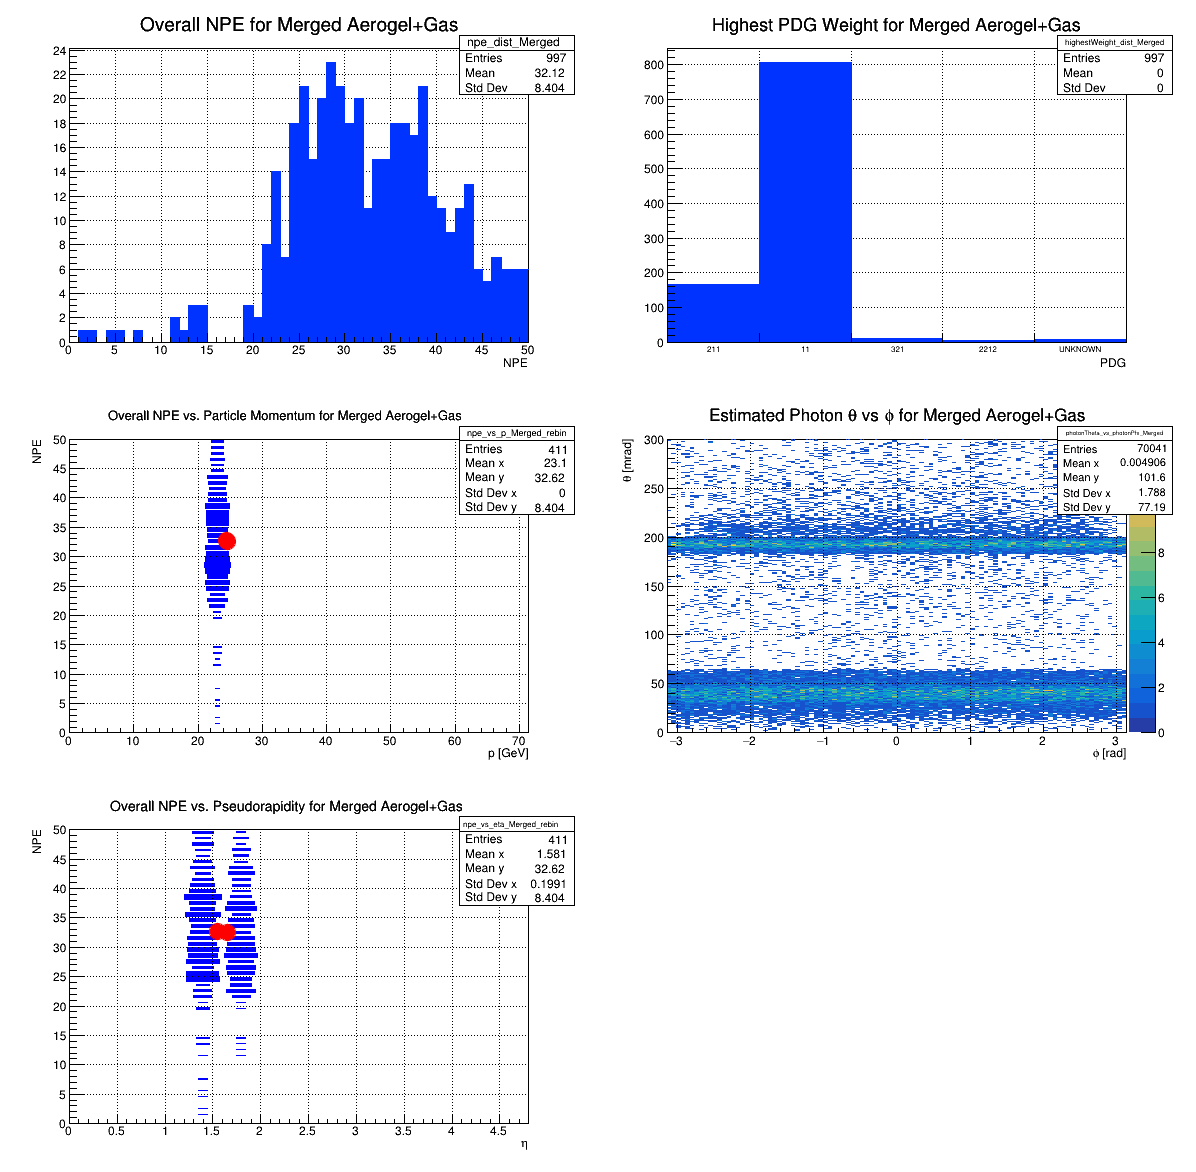 Overall NPE for Merged Aerogel+Gas
npe_dist_Merged
Entries 997
Mean 32.12
Std Dev 8.404
24
22
20
18
16
14
12
10
8
6
4
2
0
0 5 10 15 20 25 30 35 40 45 50
NPE
Highest PDG Weight for Merged Aerogel+Gas
highestWeight_dist_Merged
Entries 997
Mean 0
Std Dev 0
800
700
600
500
400
300
200
100
0
211 11 321 2212 UNKNOWN
PDG
Overall NPE vs. Particle Momentum for Merged Aerogel+Gas
npe_vs_p_Merged_rebin
Entries 411
Mean x 23.1
Mean y 32.62
Std Dev x 0
Std Dev y 8.404
NPE
50
45
40
35
30
25
20
15
10
5
0
0 10 20 30 40 50 60 70
p [GeV]
Estimated Photon θ vs ϕ for Merged Aerogel+Gas
photonTheta_vs_photonPhi_Merged
Entries 70041
Mean x 0.004906
Mean y 101.6
Std Dev x 1.788
Std Dev y 77.19
θ [mrad]
300
250
200
150
100
50
0
−3 −2 −1 0 1 2 3
ϕ [rad]
8
6
4
2
0
Overall NPE vs. Pseudorapidity for Merged Aerogel+Gas
npe_vs_eta_Merged_rebin
Entries 411
Mean x 1.581
Mean y 32.62
Std Dev x 0.1991
Std Dev y 8.404
NPE
50
45
40
35
30
25
20
15
10
5
0
0 0.5 1 1.5 2 2.5 3 3.5 4 4.5
η